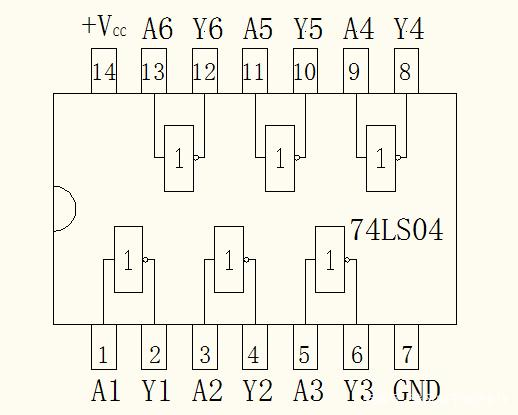 +Vcc A6 Y6 A5 Y5 A4 Y4
14 13 12 11 10 9 8
1 1 1
74LS04
1 1 1
1 2 3 4 5 6 7
A1 Y1 A2 Y2 A3 Y3 GND